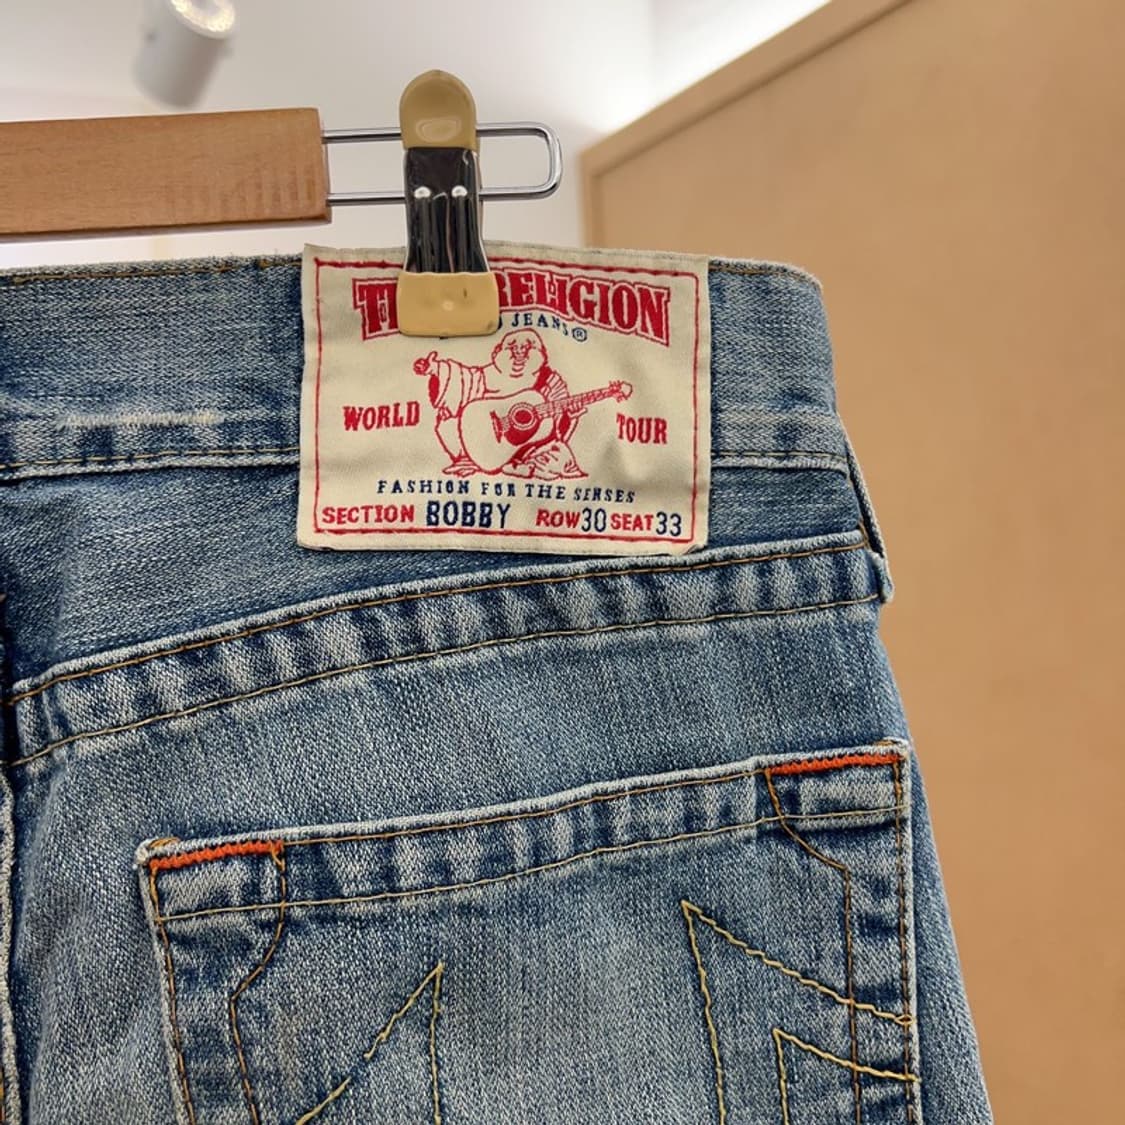 RELIGION
JEANS®
WORLD TOUR
FASHION FOR THE SENSES
SECTION BOBBY ROW 30 SEAT 33